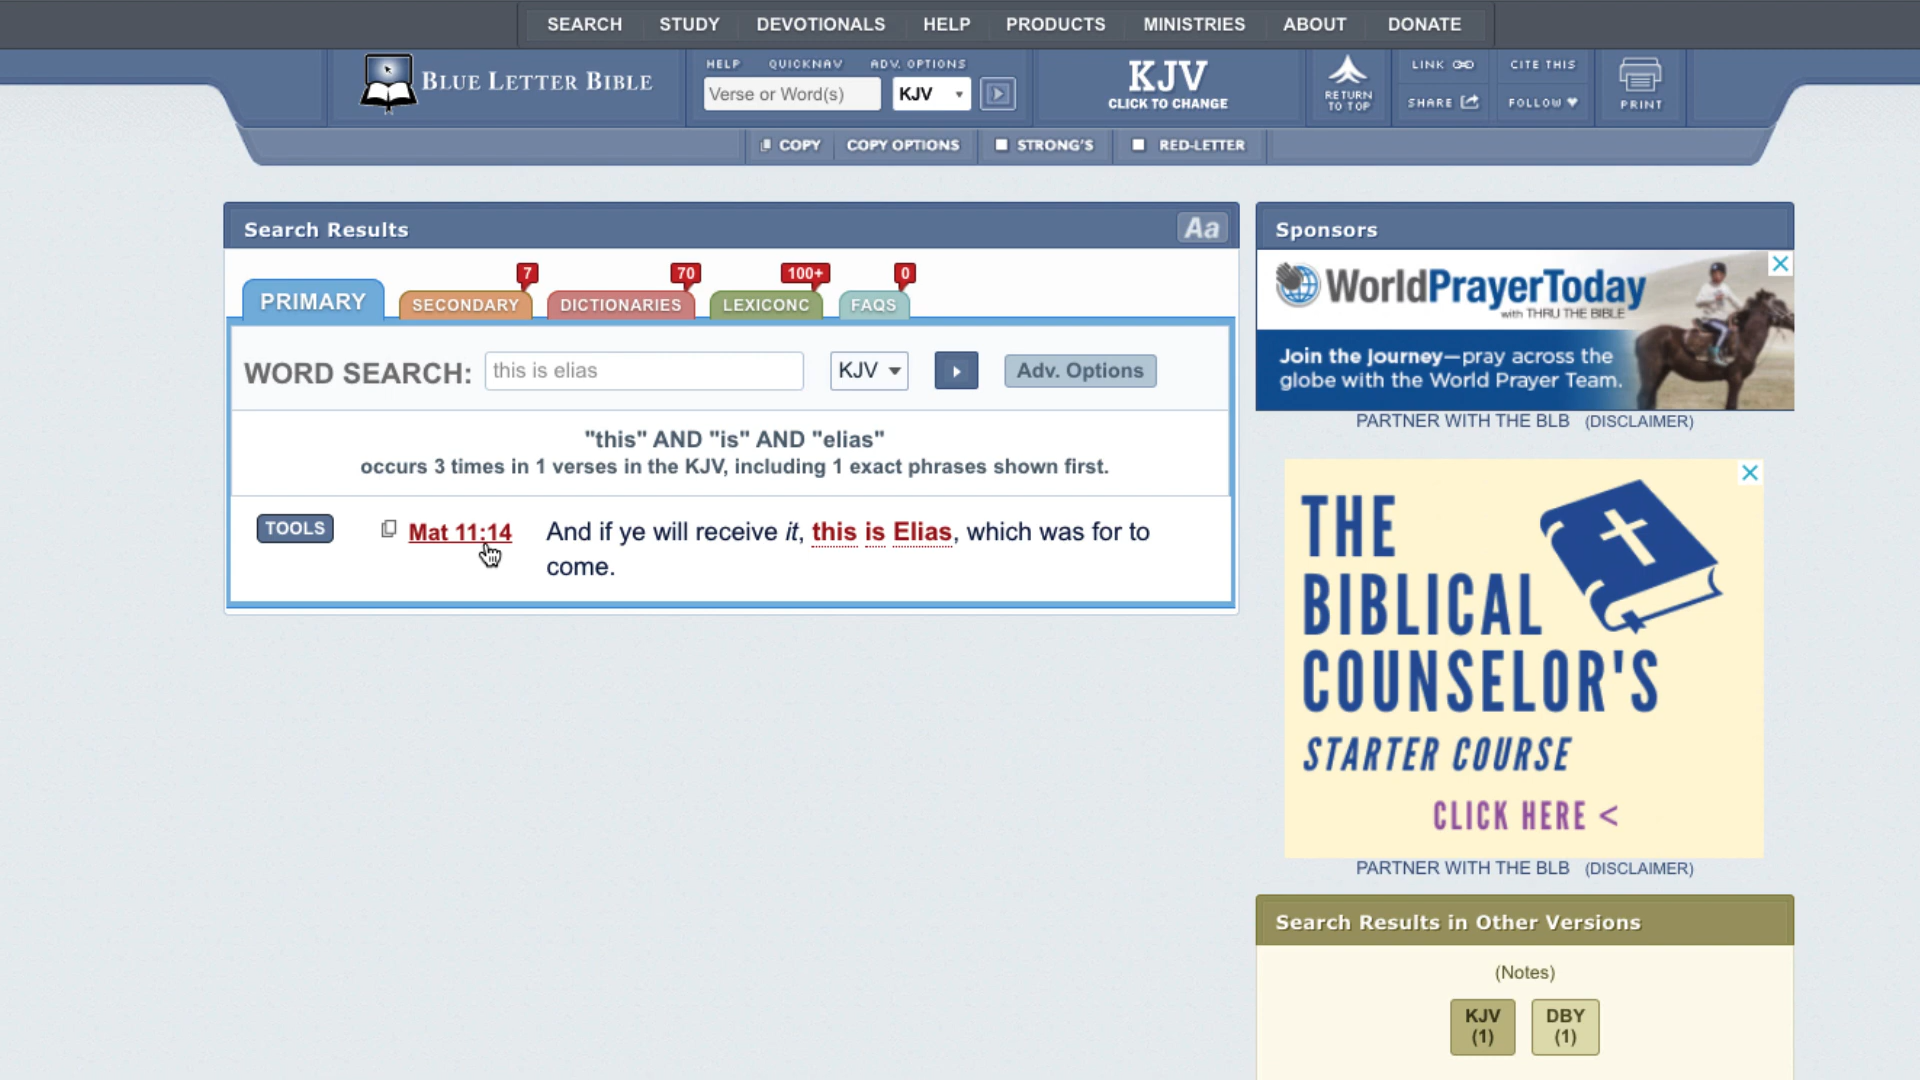 SEARCH STUDY DEVOTIONALS HELP PRODUCTS MINISTRIES ABOUT DONATE
BLUE LETTER BIBLE
HELP QUICKNAV ADV. OPTIONS
Verse or Word(s) KJV
KJV
CLICK TO CHANGE
RETURN
TO TOP
LINK CITE THIS
SHARE FOLLOW
PRINT
COPY COPY OPTIONS STRONG'S RED-LETTER
Search Results Aa
7 70 100+ 0
PRIMARY SECONDARY DICTIONARIES LEXICONC FAQS
WORD SEARCH: this is elias KJV Adv. Options
"this" AND "is" AND "elias"
occurs 3 times in 1 verses in the KJV, including 1 exact phrases shown first.
TOOLS Mat 11:14 And if ye will receive it, this is Elias, which was for to
come.
Sponsors
WorldPrayerToday
with THRU THE BIBLE
Join the Journey—pray across the
globe with the World Prayer Team.
PARTNER WITH THE BLB (DISCLAIMER)
THE
BIBLICAL
COUNSELOR'S
STARTER COURSE
CLICK HERE <
PARTNER WITH THE BLB (DISCLAIMER)
Search Results in Other Versions
(Notes)
KJV DBY
(1) (1)